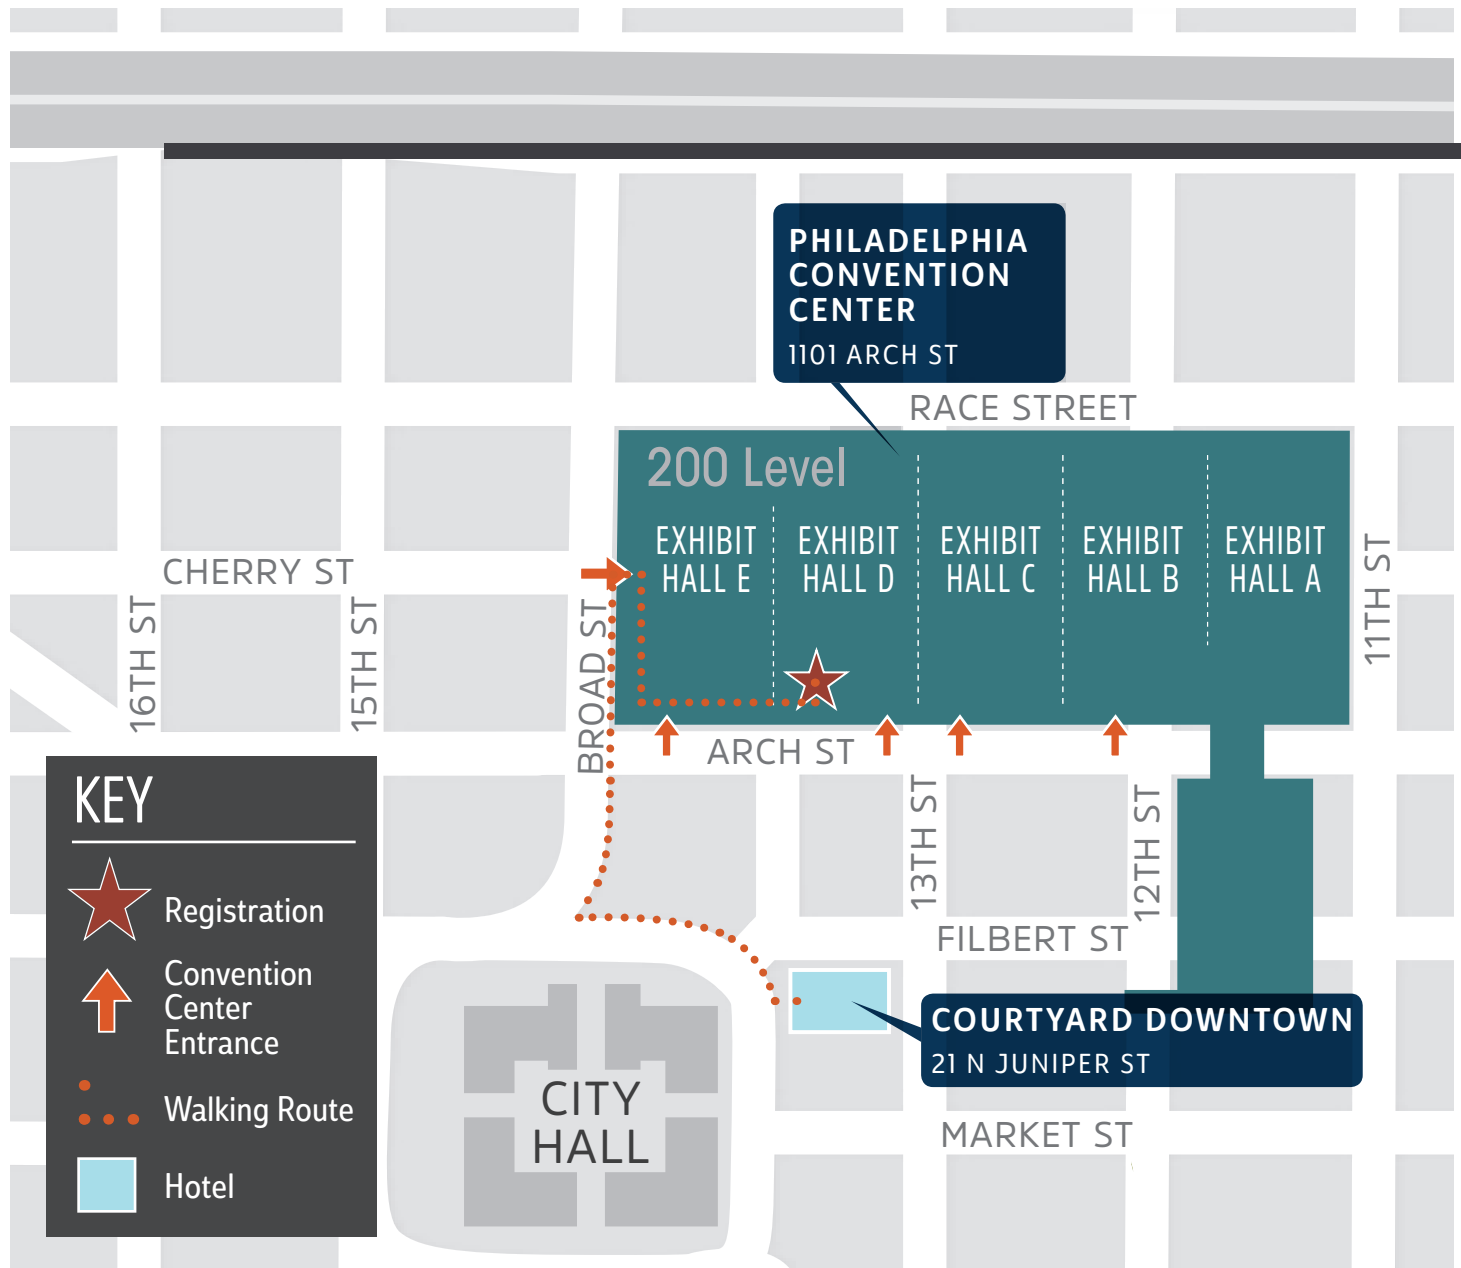 PHILADELPHIA
CONVENTION
CENTER
1101 ARCH ST
RACE STREET
200 Level
EXHIBIT
HALL E
EXHIBIT
HALL D
EXHIBIT
HALL C
EXHIBIT
HALL B
EXHIBIT
HALL A
CHERRY ST
16TH ST
15TH ST
BROAD ST
11TH ST
ARCH ST
13TH ST
12TH ST
FILBERT ST
COURTYARD DOWNTOWN
21 N JUNIPER ST
CITY
HALL
MARKET ST
KEY
Registration
Convention
Center
Entrance
Walking Route
Hotel